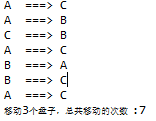 A ===> C
A ===> B
C ===> B
A ===> C
B ===> A
B ===> C
A ===> C
移动3个盘子，总共移动的次数 :7